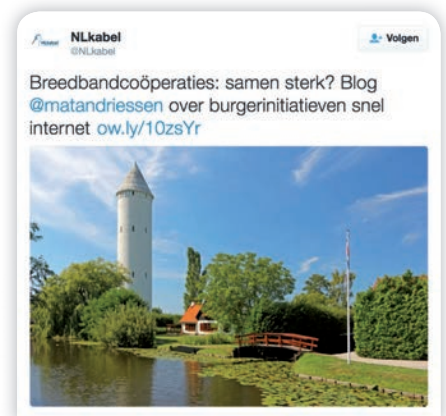 NLkabel
@NLkabel
Volgen
Breedbandcoöperaties: samen sterk? Blog
@matandriessen over burgerinitiatieven snel
internet ow.ly/10zsYr